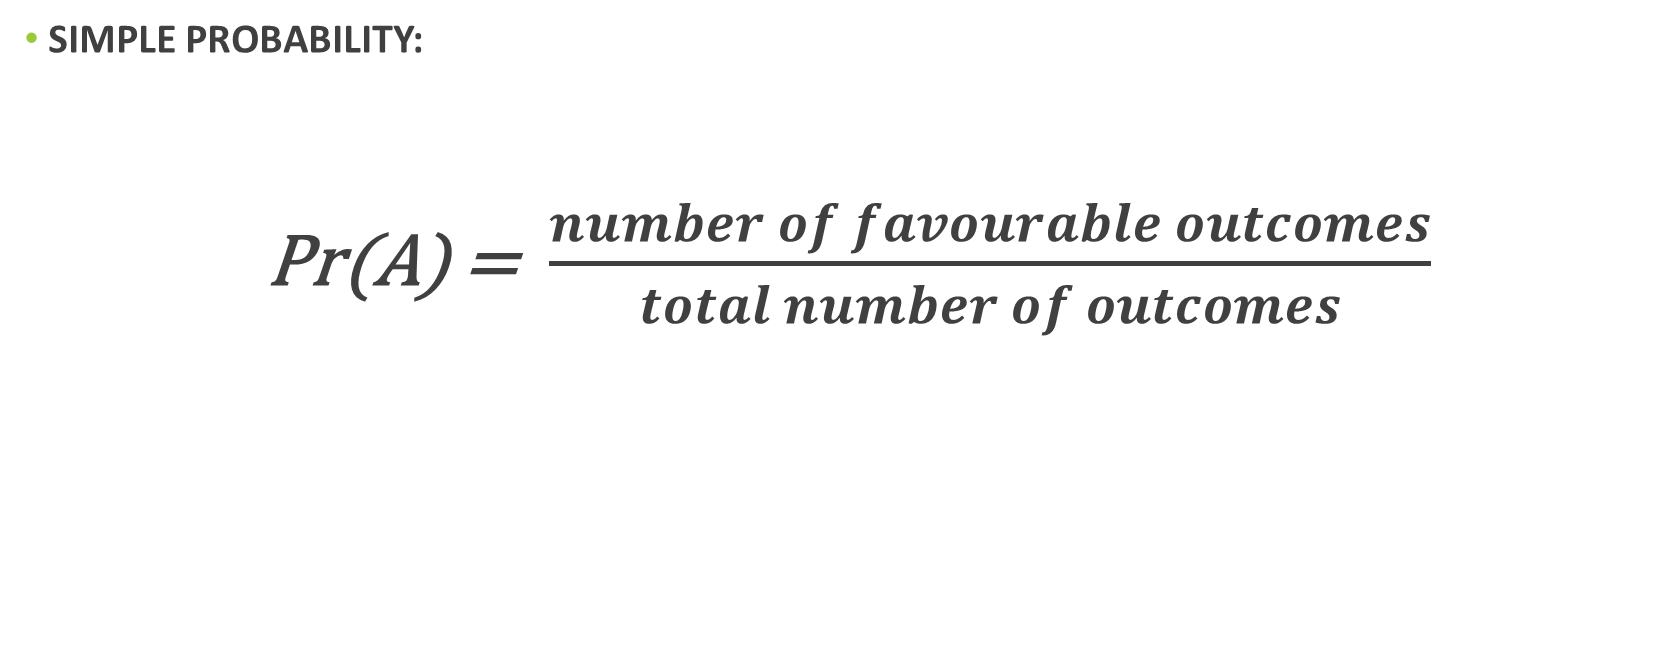 • SIMPLE PROBABILITY:
Pr(A) = number of favourable outcomes
total number of outcomes